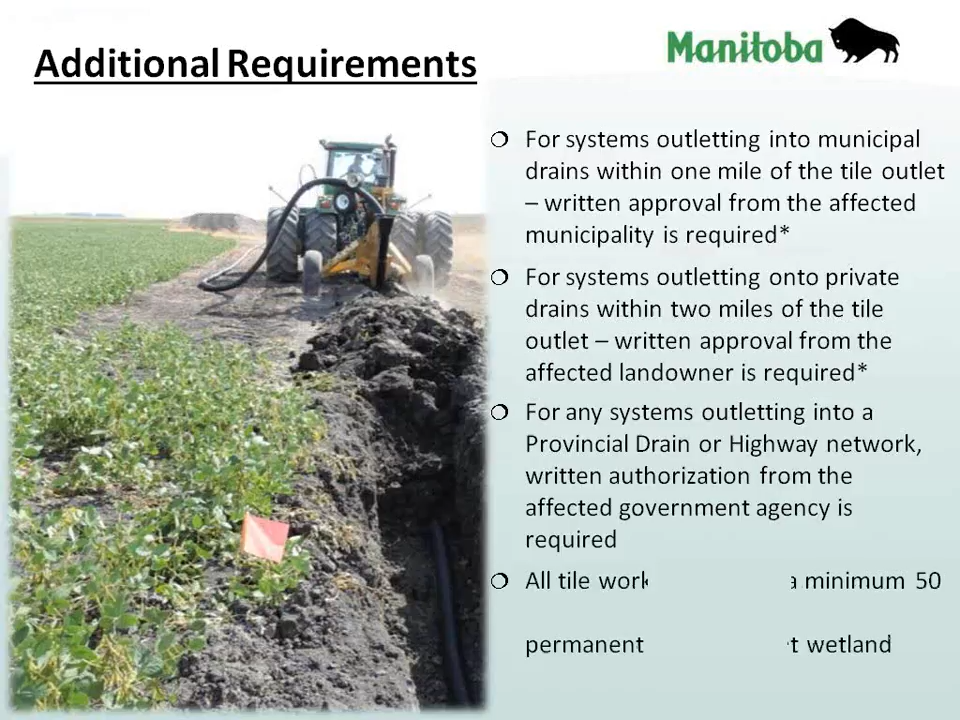 Additional Requirements
Manitoba
For systems outletting into municipal
drains within one mile of the tile outlet
– written approval from the affected
municipality is required*
For systems outletting onto private
drains within two miles of the tile
outlet – written approval from the
affected landowner is required*
For any systems outletting into a
Provincial Drain or Highway network,
written authorization from the
affected government agency is
required
All tile work a minimum 50
permanent wetland